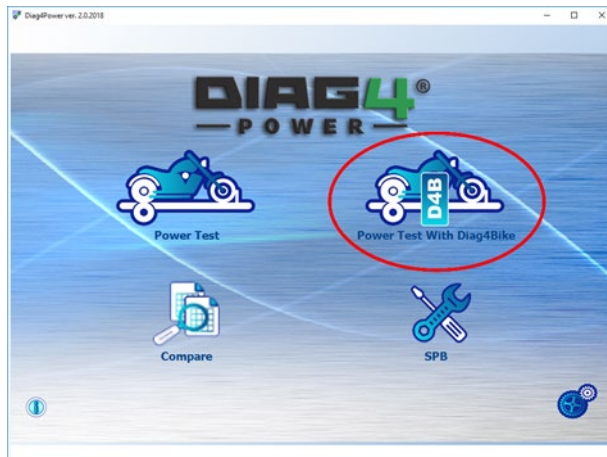 Diag4Power ver. 2.0.2018
DIAG4®
POWER
D4B
Power Test
Power Test With Diag4Bike
Compare
SPB